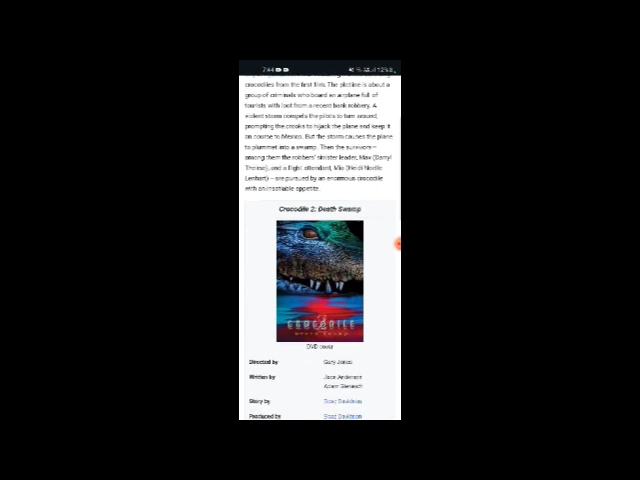 7:44
crocodiles from the first film. The plotline is about a
group of criminals who board an airplane full of
tourists with loot from a recent bank robbery. A
violent storm compels the pilots to turn around,
prompting the crooks to hijack the plane and keep it
on course to Mexico. But the storm causes the plane
to plummet into a swamp. Then the survivors –
among them the robbers' sinister leader, Max (Darryl
Theirse), and a flight attendant, Mia (Heidi Noelle
Lenhart) – are pursued by an enormous crocodile
with an insatiable appetite.
Crocodile 2: Death Swamp
CROCODILE 2
DEATH SWAMP
DVD cover
Directed by Gary Jones
Written by Jace Anderson
Adam Gierasch
Story by Boaz Davidson
Produced by Boaz Davidson